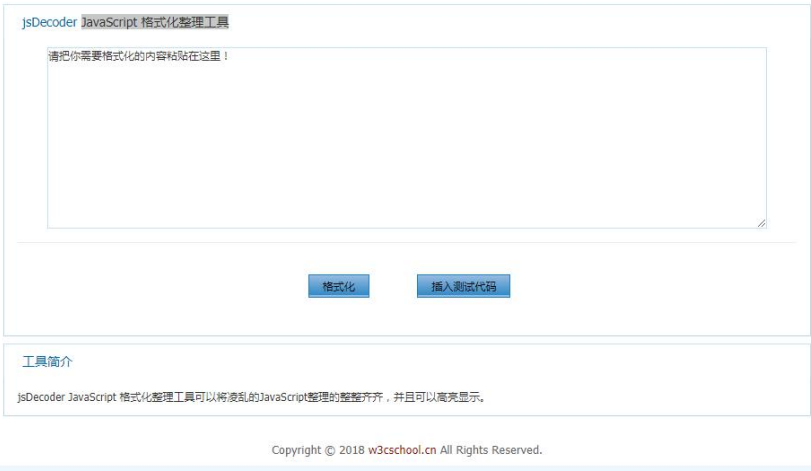 jsDecoder JavaScript 格式化整理工具
请把你需要格式化的内容粘贴在这里！
格式化 插入测试代码
工具简介
jsDecoder JavaScript 格式化整理工具可以将凌乱的JavaScript整理的整整齐齐，并且可以高亮显示。
Copyright © 2018 w3cschool.cn All Rights Reserved.